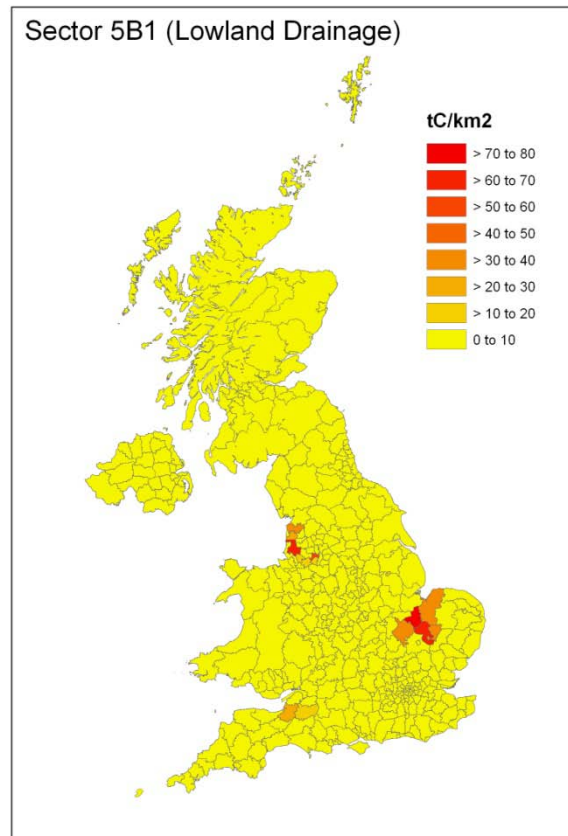 Sector 5B1 (Lowland Drainage)
tC/km2
> 70 to 80
> 60 to 70
> 50 to 60
> 40 to 50
> 30 to 40
> 20 to 30
> 10 to 20
0 to 10